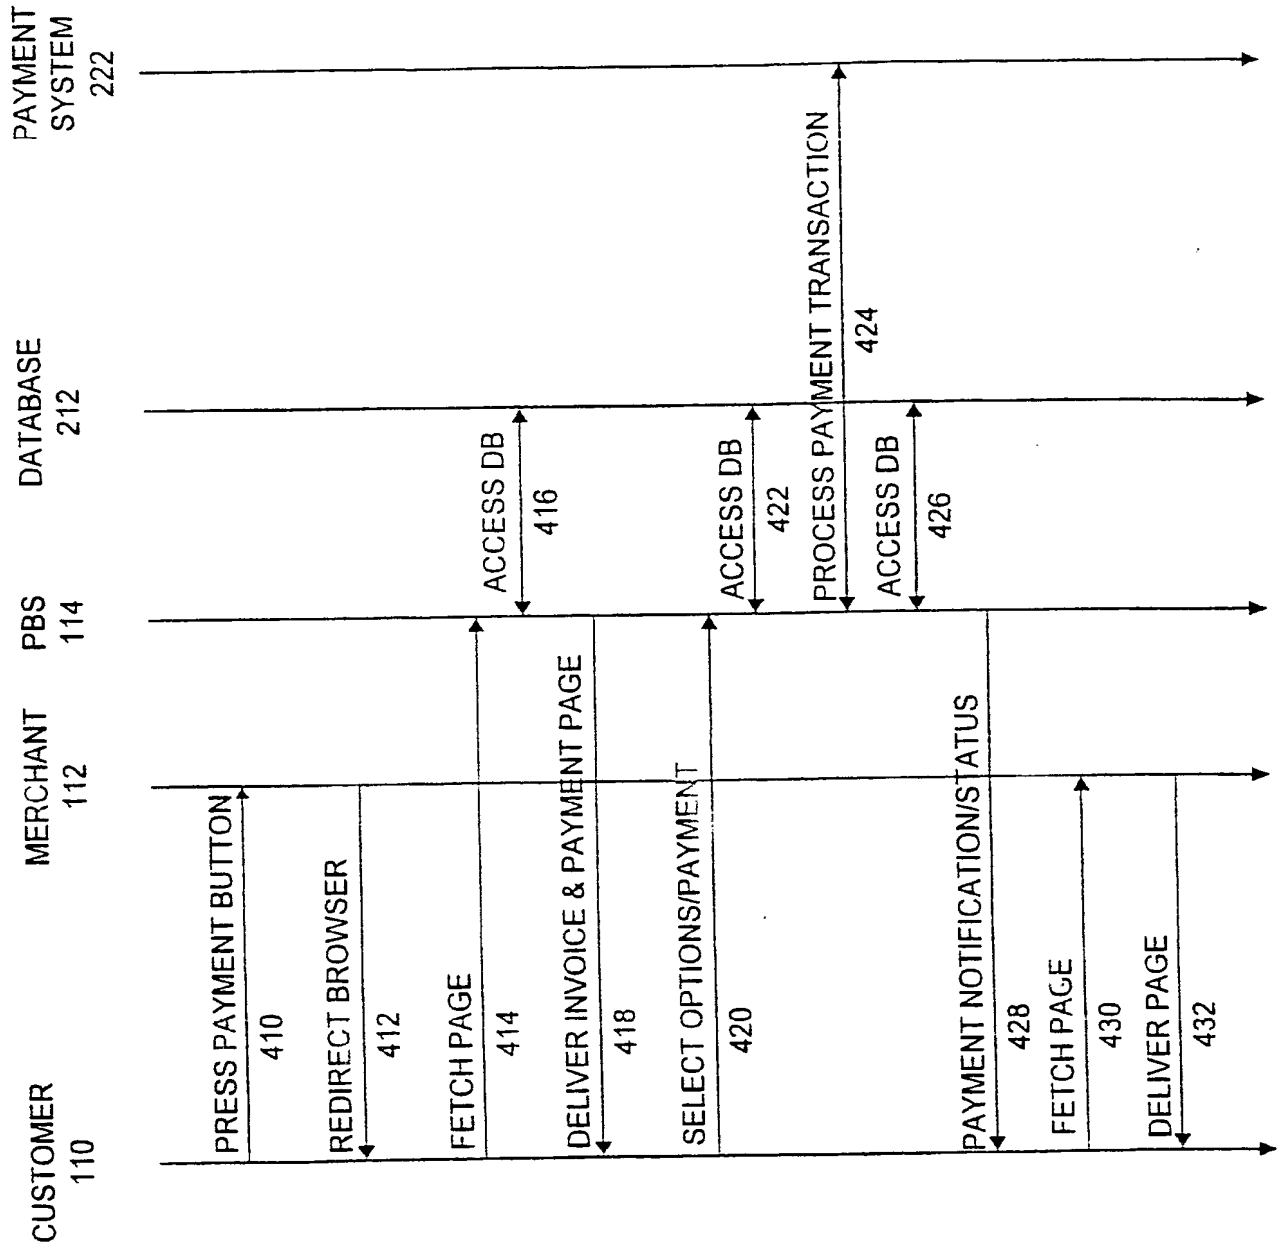 CUSTOMER
110
MERCHANT
112
PBS
114
DATABASE
212
PAYMENT
SYSTEM
222
PRESS PAYMENT BUTTON
410
REDIRECT BROWSER
412
FETCH PAGE
414
ACCESS DB
416
DELIVER INVOICE & PAYMENT PAGE
418
SELECT OPTIONS/PAYMENT
420
ACCESS DB
422
PROCESS PAYMENT TRANSACTION
424
ACCESS DB
426
PAYMENT NOTIFICATION/STATUS
428
FETCH PAGE
430
DELIVER PAGE
432